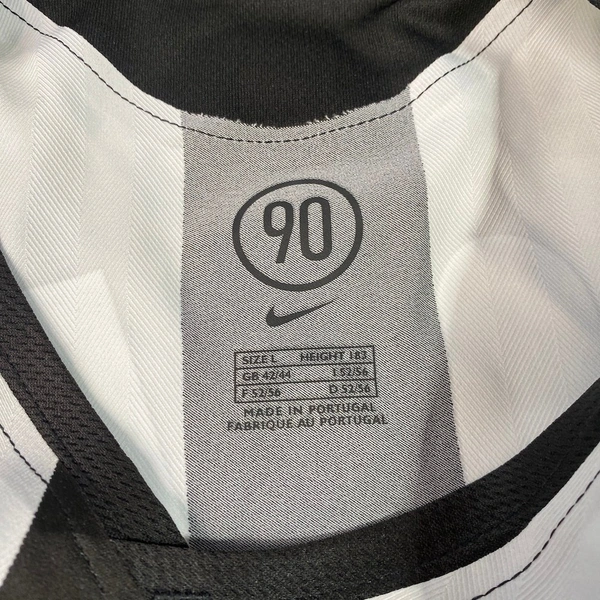 90
SIZE L HEIGHT 183
GB 42/44 I 52/56
F 52/56 D 52/56
MADE IN PORTUGAL
FABRIQUE AU PORTUGAL